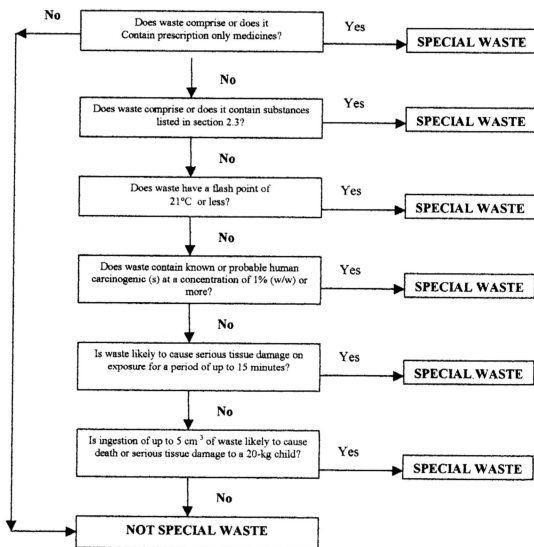 No
Does waste comprise or does it
Contain prescription only medicines?
Yes
SPECIAL WASTE
No
Does waste comprise or does it contain substances
listed in section 2.3?
Yes
SPECIAL WASTE
No
Does waste have a flash point of
21°C or less?
Yes
SPECIAL WASTE
No
Does waste contain known or probable human
carcinogenic (s) at a concentration of 1% (w/w) or
more?
Yes
SPECIAL WASTE
No
Is waste likely to cause serious tissue damage on
exposure for a period of up to 15 minutes?
Yes
SPECIAL WASTE
No
Is ingestion of up to 5 cm³ of waste likely to cause
death or serious tissue damage to a 20-kg child?
Yes
SPECIAL WASTE
No
NOT SPECIAL WASTE